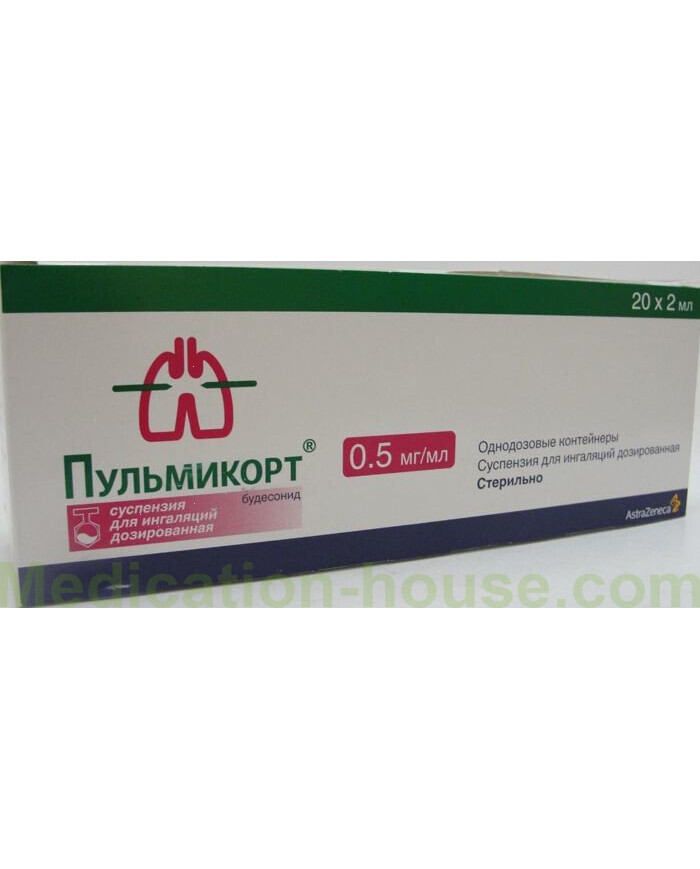 20 x 2 мл
ПУЛЬМИКОРТ®
будесонид
суспензия
для ингаляций
дозированная
0.5 мг/мл
Однодозовые контейнеры
Суспензия для ингаляций дозированная
Стерильно
AstraZeneca
Medication-house.com